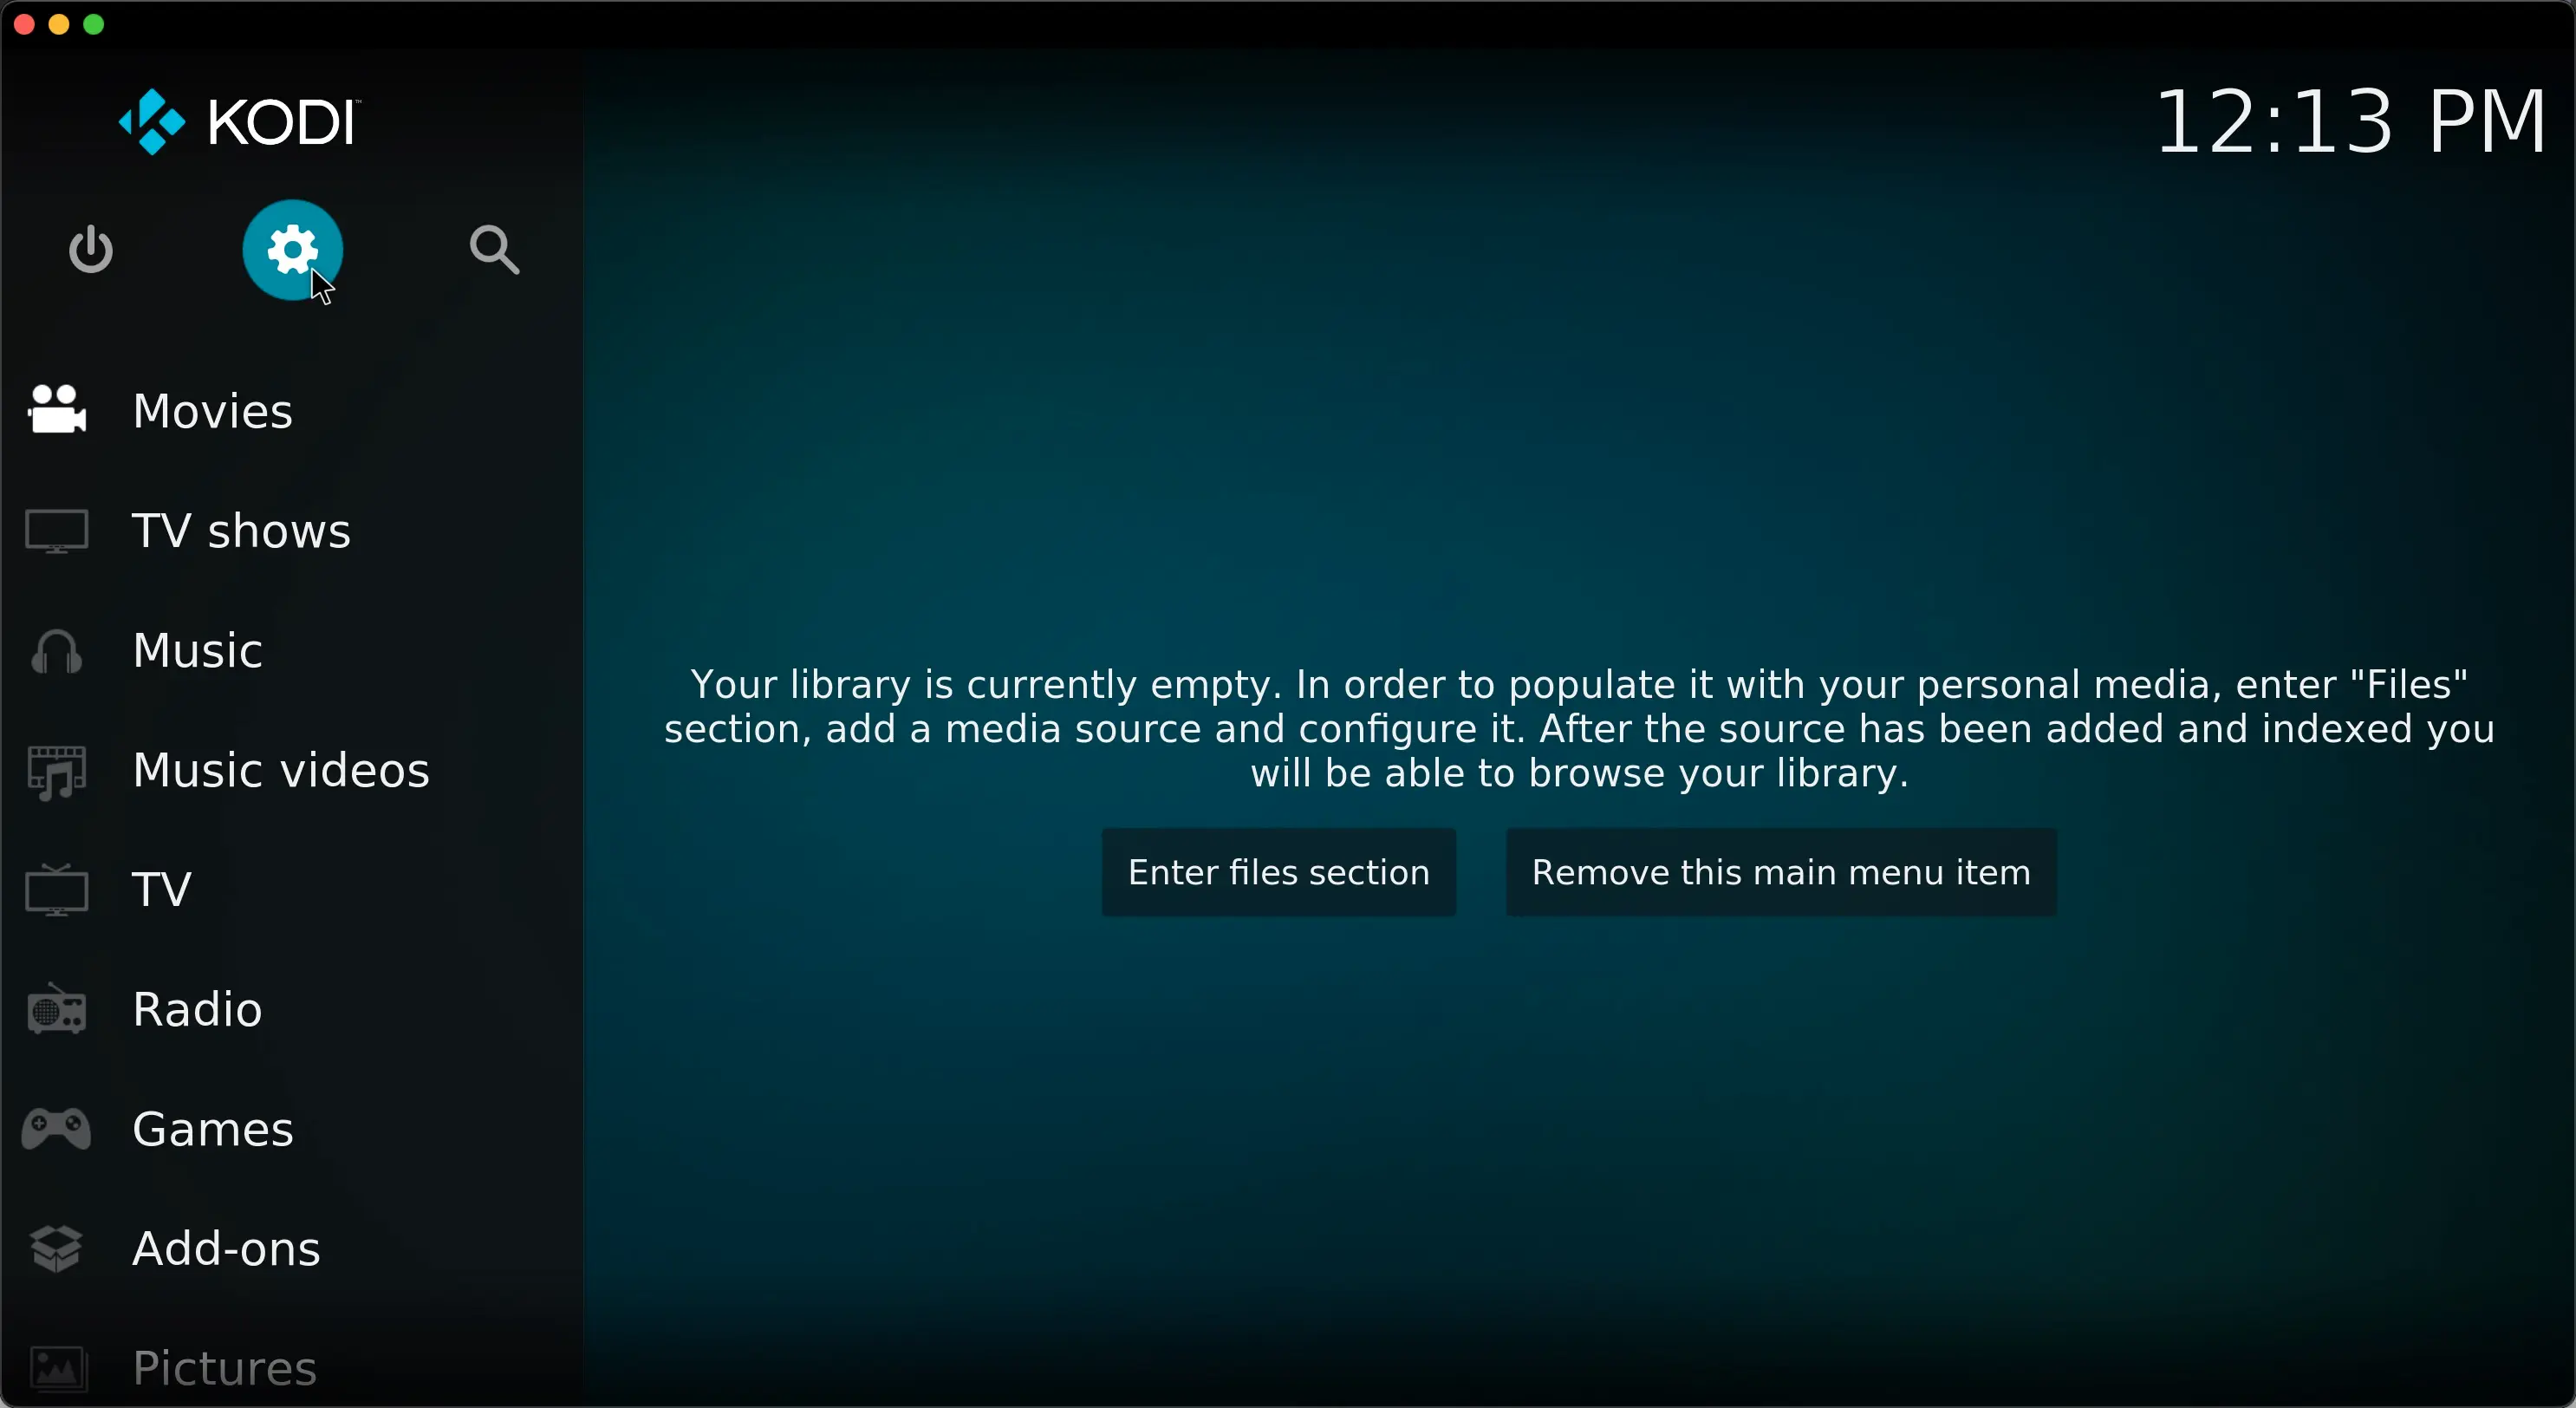 KODI™
12:13 PM
Movies
TV shows
Music
Music videos
TV
Radio
Games
Add-ons
Pictures
Your library is currently empty. In order to populate it with your personal media, enter "Files"
section, add a media source and configure it. After the source has been added and indexed you
will be able to browse your library.
Enter files section
Remove this main menu item